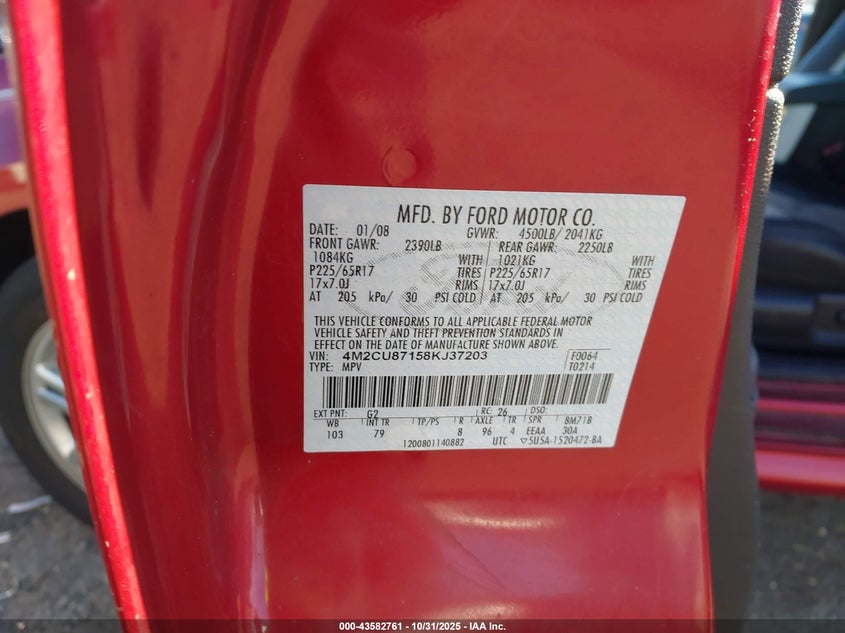 MFD. BY FORD MOTOR CO.
DATE: 01/08 GVWR: 4500LB/ 2041KG
FRONT GAWR: 2390LB REAR GAWR: 2250LB
1084KG WITH 1021KG WITH
P225/65R17 TIRES P225/65R17 TIRES
17x7.0J RIMS 17x7.0J RIMS
AT 205 kPa/ 30 PSI COLD AT 205 kPa/ 30 PSI COLD
THIS VEHICLE CONFORMS TO ALL APPLICABLE FEDERAL MOTOR
VEHICLE SAFETY AND THEFT PREVENTION STANDARDS IN
EFFECT ON THE DATE OF MANUFACTURE SHOWN ABOVE.
VIN: 4M2CU87158KJ37203 F0064
TYPE: MPV T0214
EXT PNT: G2 RC: 26 DSO:
WB INT TR TP/PS R AXLE TR SPR BM71B
103 79 8 96 4 EEAA 30A
1200801140882 UTC ▽5U5A-1520472-BA
000-43582761 - 10/31/2025 - IAA Inc.